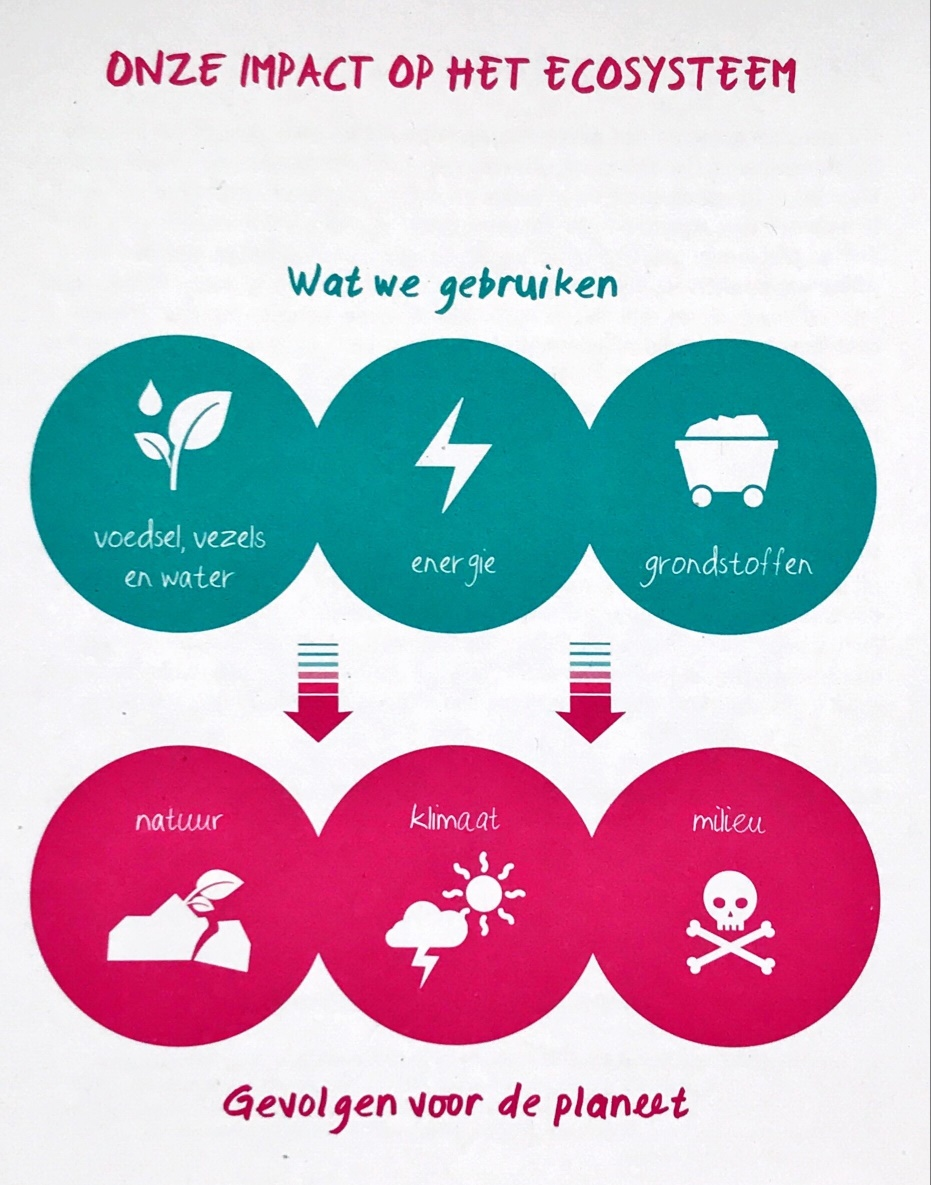 ONZE IMPACT OP HET ECOSYSTEEM
Wat we gebruiken
voedsel, vezels
en water
energie
grondstoffen
natuur
klimaat
milieu
Gevolgen voor de planeet